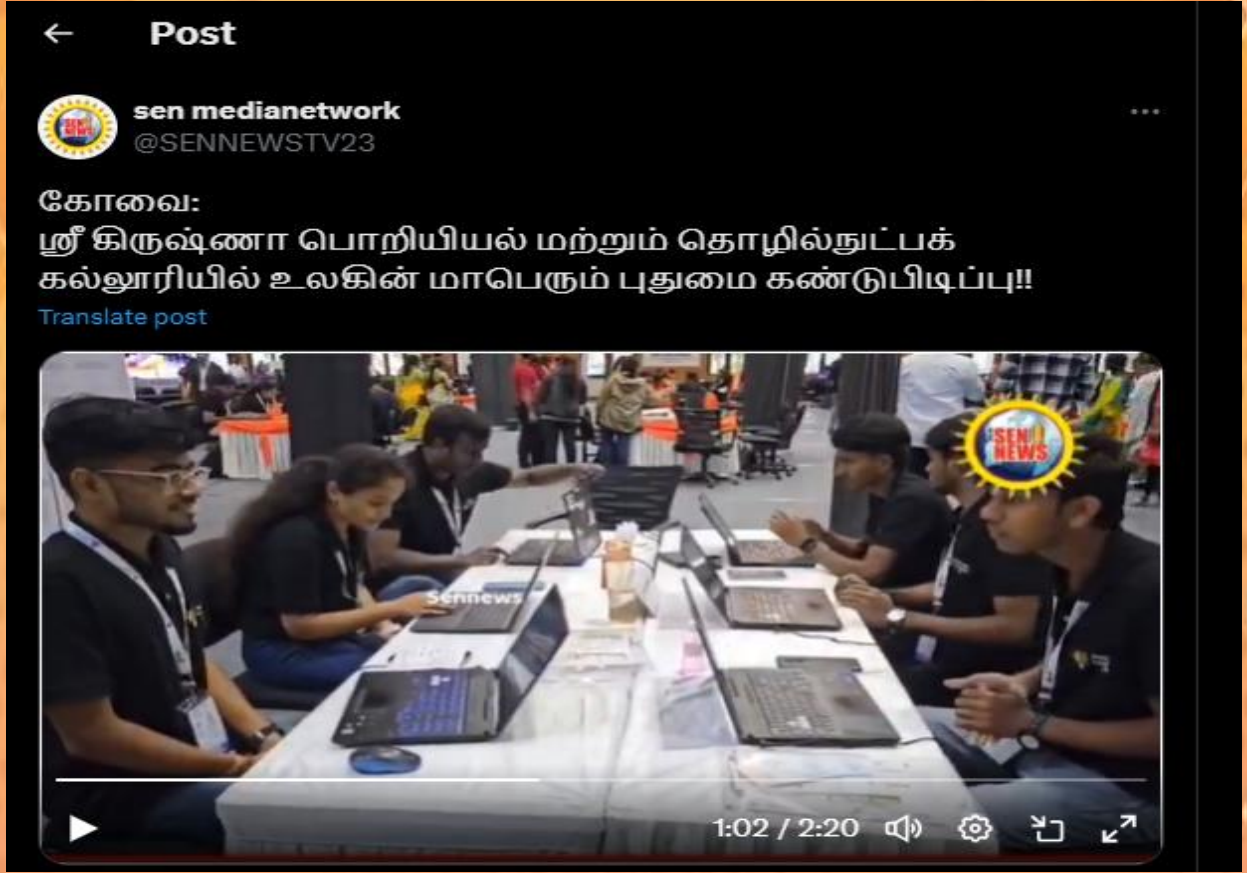 ← Post
sen medianetwork
@SENNEWSTV23
கோவை:
ஸ்ரீ கிருஷ்ணா பொறியியல் மற்றும் தொழில்நுட்பக்
கல்லூரியில் உலகின் மாபெரும் புதுமை கண்டுபிடிப்பு!!
Translate post
SEN NEWS
Sennews
1:02 / 2:20